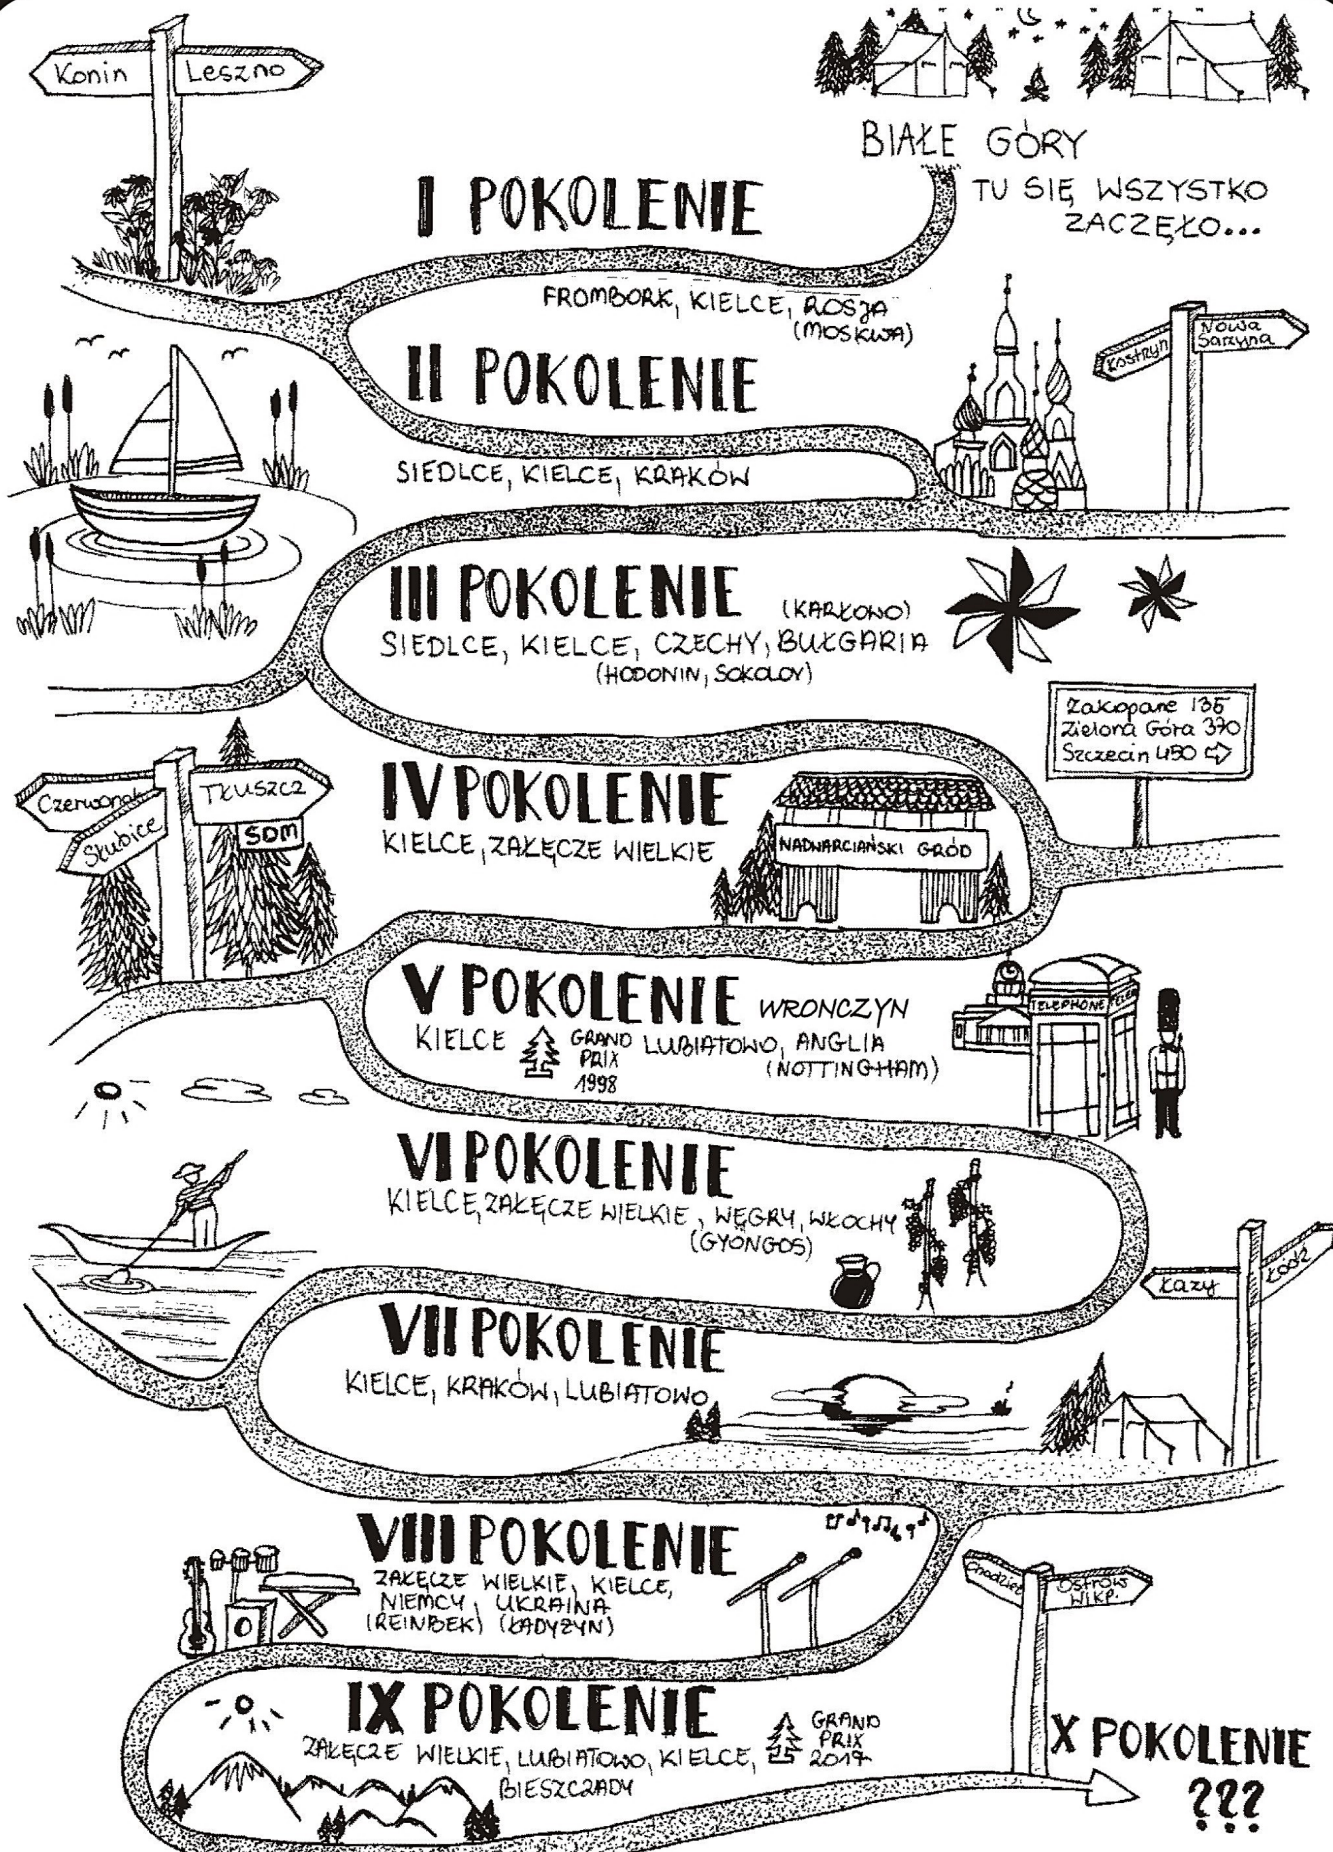 Konin
Leszno
BIAŁE GÓRY
TU SIĘ WSZYSTKO
ZACZĘŁO...
I POKOLENIE
FROMBORK, KIELCE, ROSJA
(MOSKWA)
Kostrzyn
Nowa
Sarzyna
II POKOLENIE
SIEDLCE, KIELCE, KRAKÓW
III POKOLENIE
(KARŁOWO)
SIEDLCE, KIELCE, CZECHY, BUŁGARIA
(HODONIN, SOKOLOV)
Zakopane 135
Zielona Góra 370
Szczecin 450
Czerwonak
Słubice
TŁUSZCZ
SDM
IV POKOLENIE
KIELCE, ZAŁĘCZE WIELKIE
NADWARCIAŃSKI GRÓD
V POKOLENIE WRONCZYN
KIELCE GRAND PRIX 1998 LUBIATOWO, ANGLIA
(NOTTINGHAM)
TELEPHONE
VI POKOLENIE
KIELCE, ZAŁĘCZE WIELKIE, WĘGRY, WŁOCHY
(GYÖNGÖS)
Łazy
Łódź
VII POKOLENIE
KIELCE, KRAKÓW, LUBIATOWO
VIII POKOLENIE
ZAŁĘCZE WIELKIE, KIELCE,
NIEMCY, UKRAINA
(REINBEK) (ŁADYŻYN)
Chodzież
Ostrów
Wlkp.
IX POKOLENIE
ZAŁĘCZE WIELKIE, LUBIATOWO, KIELCE,
BIESZCZADY
GRAND
PRIX
2017
X POKOLENIE
???